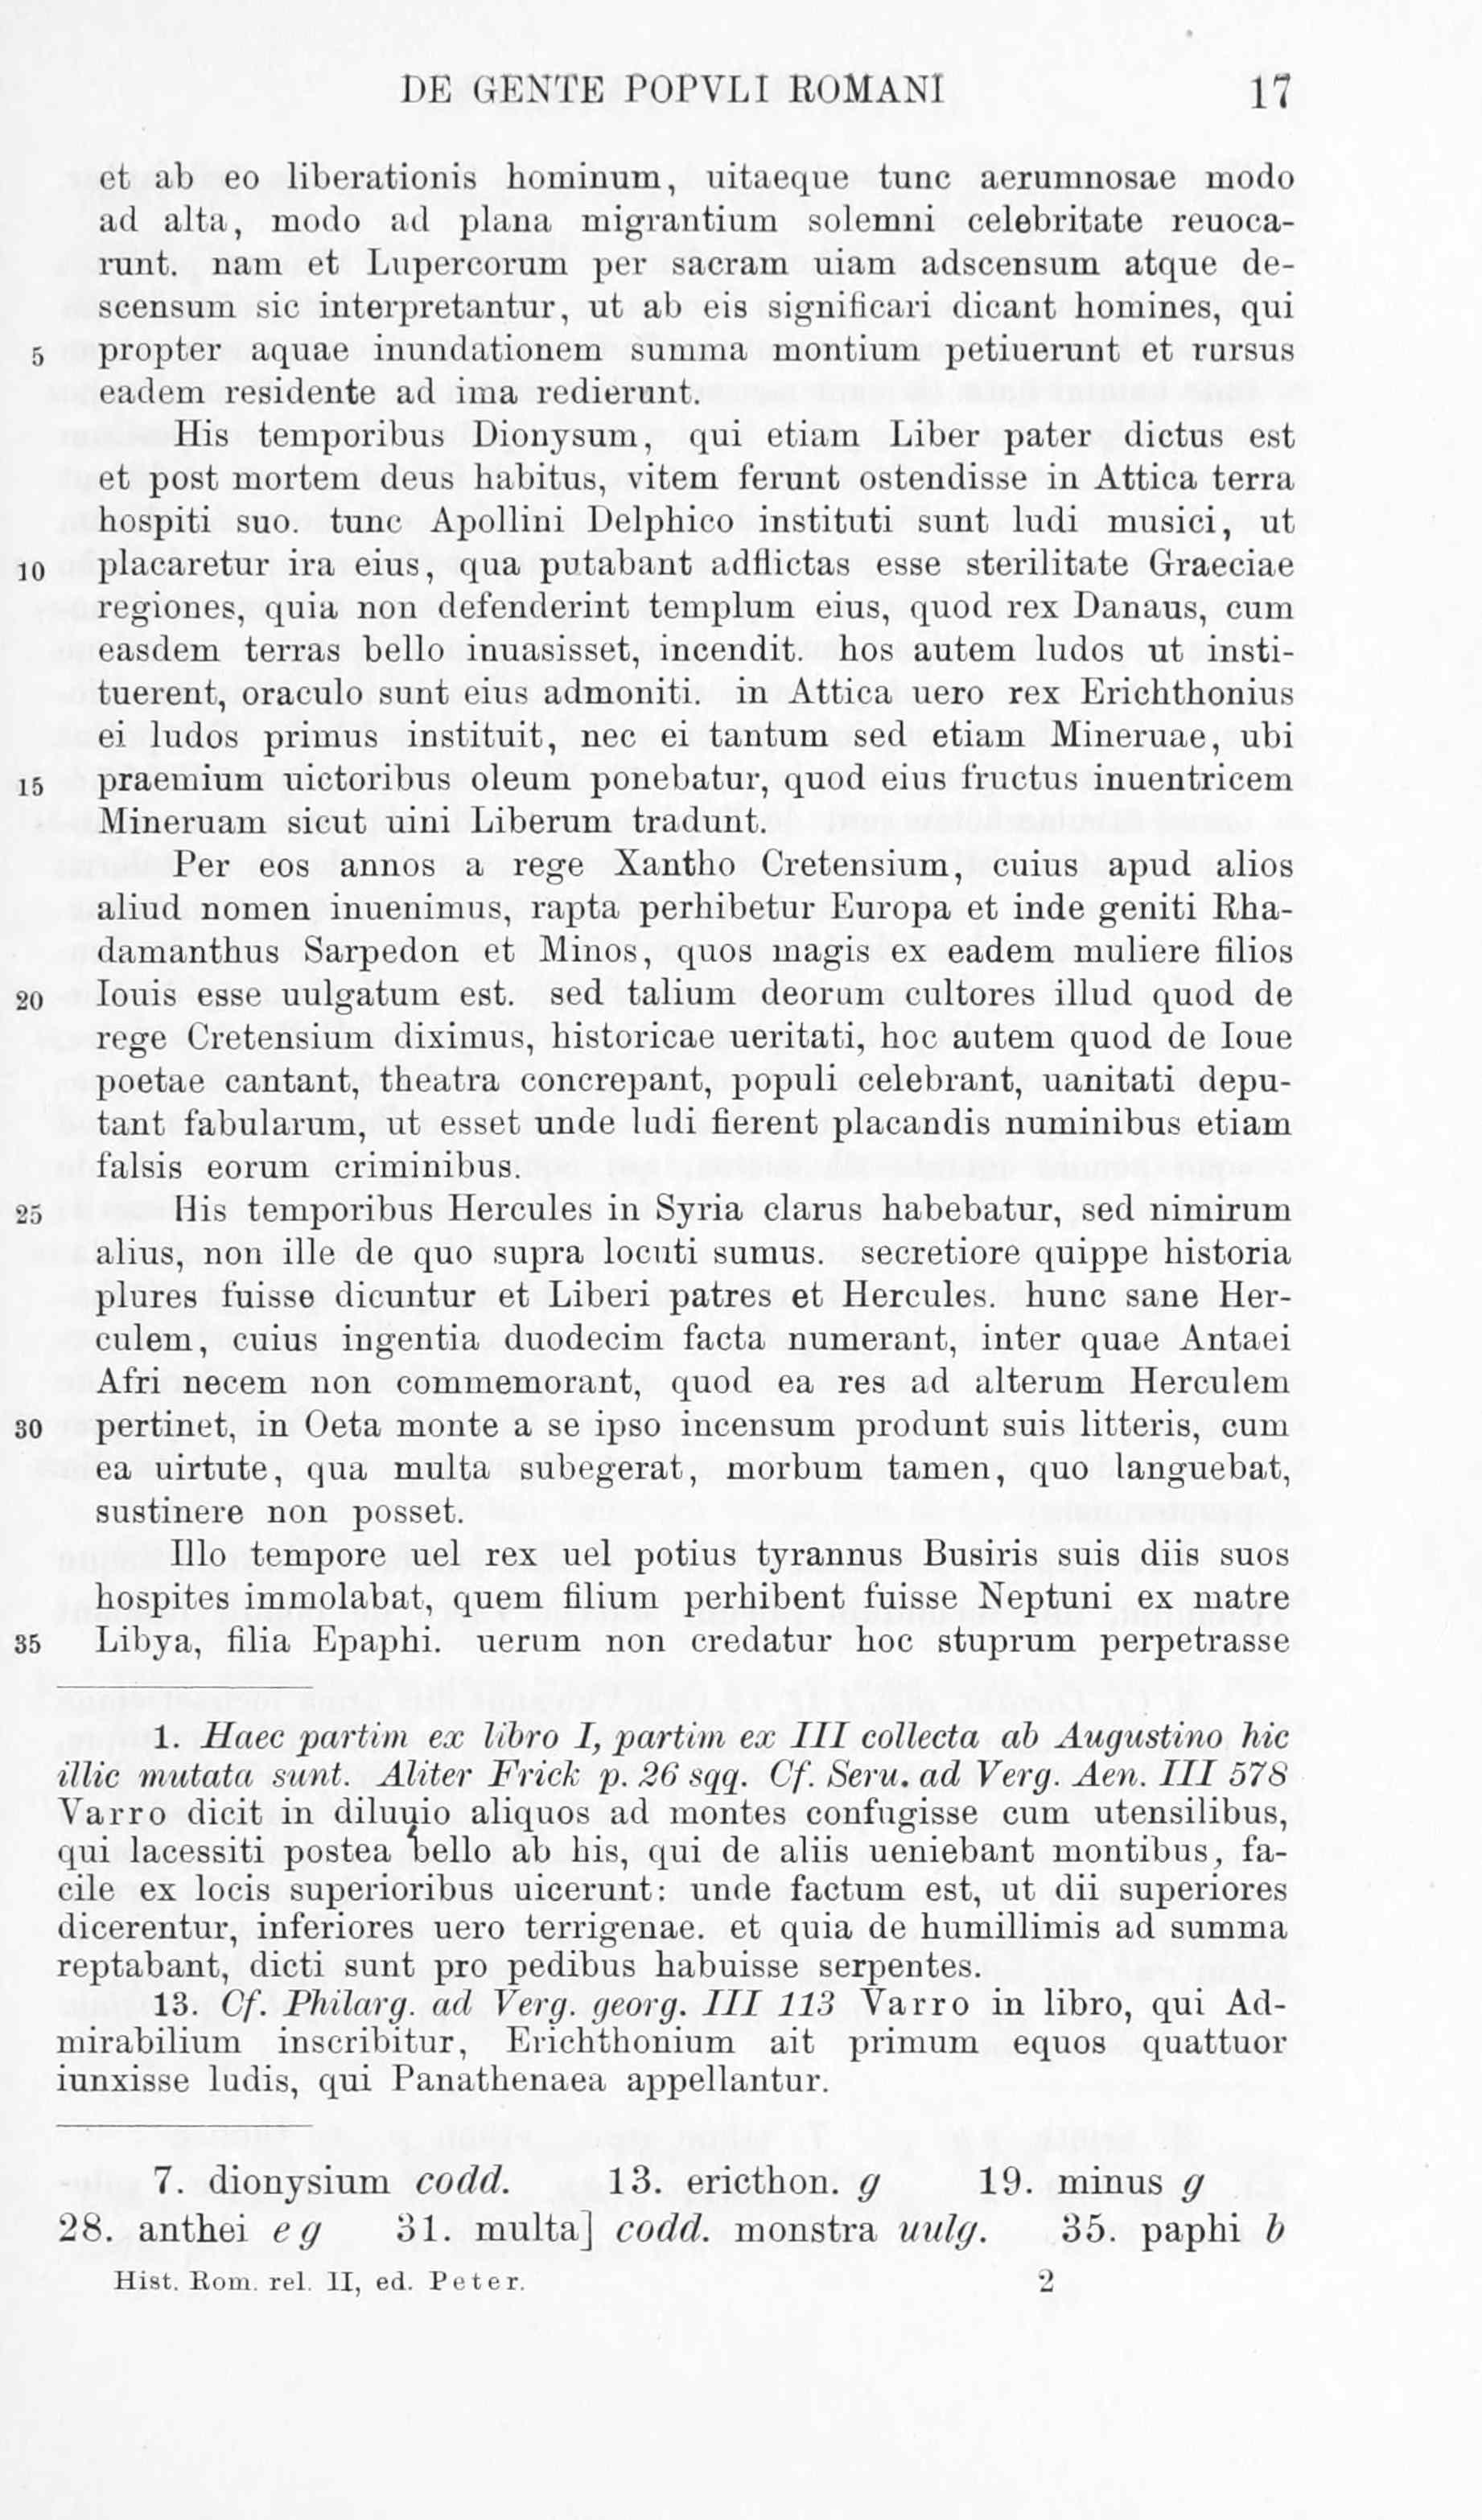 DE GENTE POPVLI ROMANI 17
et ab eo liberationis hominum, uitaeque tunc aerumnosae modo
ad alta, modo ad plana migrantium solemni celebritate reuoca-
runt. nam et Lupercorum per sacram uiam adscensum atque de-
scensum sic interpretantur, ut ab eis significari dicant homines, qui
5 propter aquae inundationem summa montium petiuerunt et rursus
eadem residente ad ima redierunt.
His temporibus Dionysum, qui etiam Liber pater dictus est
et post mortem deus habitus, vitem ferunt ostendisse in Attica terra
hospiti suo. tunc Apollini Delphico instituti sunt ludi musici, ut
10 placaretur ira eius, qua putabant adflictas esse sterilitate Graeciae
regiones, quia non defenderint templum eius, quod rex Danaus, cum
easdem terras bello inuasisset, incendit. hos autem ludos ut insti-
tuerent, oraculo sunt eius admoniti. in Attica uero rex Erichthonius
ei ludos primus instituit, nec ei tantum sed etiam Mineruae, ubi
15 praemium uictoribus oleum ponebatur, quod eius fructus inuentricem
Mineruam sicut uini Liberum tradunt.
Per eos annos a rege Xantho Cretensium, cuius apud alios
aliud nomen inuenimus, rapta perhibetur Europa et inde geniti Rha-
damanthus Sarpedon et Minos, quos magis ex eadem muliere filios
20 Iouis esse uulgatum est. sed talium deorum cultores illud quod de
rege Cretensium diximus, historicae ueritati, hoc autem quod de Ioue
poetae cantant, theatra concrepant, populi celebrant, uanitati depu-
tant fabularum, ut esset unde ludi fierent placandis numinibus etiam
falsis eorum criminibus.
25 His temporibus Hercules in Syria clarus habebatur, sed nimirum
alius, non ille de quo supra locuti sumus. secretiore quippe historia
plures fuisse dicuntur et Liberi patres et Hercules. hunc sane Her-
culem, cuius ingentia duodecim facta numerant, inter quae Antaei
Afri necem non commemorant, quod ea res ad alterum Herculem
30 pertinet, in Oeta monte a se ipso incensum produnt suis litteris, cum
ea uirtute, qua multa subegerat, morbum tamen, quo languebat,
sustinere non posset.
Illo tempore uel rex uel potius tyrannus Busiris suis diis suos
hospites immolabat, quem filium perhibent fuisse Neptuni ex matre
35 Libya, filia Epaphi. uerum non credatur hoc stuprum perpetrasse
1. Haec partim ex libro I, partim ex III collecta ab Augustino hic
illic mutata sunt. Aliter Frick p. 26 sqq. Cf. Seru. ad Verg. Aen. III 578
Varro dicit in diluuio aliquos ad montes confugisse cum utensilibus,
qui lacessiti postea bello ab his, qui de aliis ueniebant montibus, fa-
cile ex locis superioribus uicerunt: unde factum est, ut dii superiores
dicerentur, inferiores uero terrigenae. et quia de humillimis ad summa
reptabant, dicti sunt pro pedibus habuisse serpentes.
13. Cf. Philarg. ad Verg. georg. III 113 Varro in libro, qui Ad-
mirabilium inscribitur, Erichthonium ait primum equos quattuor
iunxisse ludis, qui Panathenaea appellantur.
7. dionysium codd. 13. ericthon. g 19. minus g
28. anthei e g 31. multa] codd. monstra uulg. 35. paphi b
Hist. Rom. rel. II, ed. Peter. 2